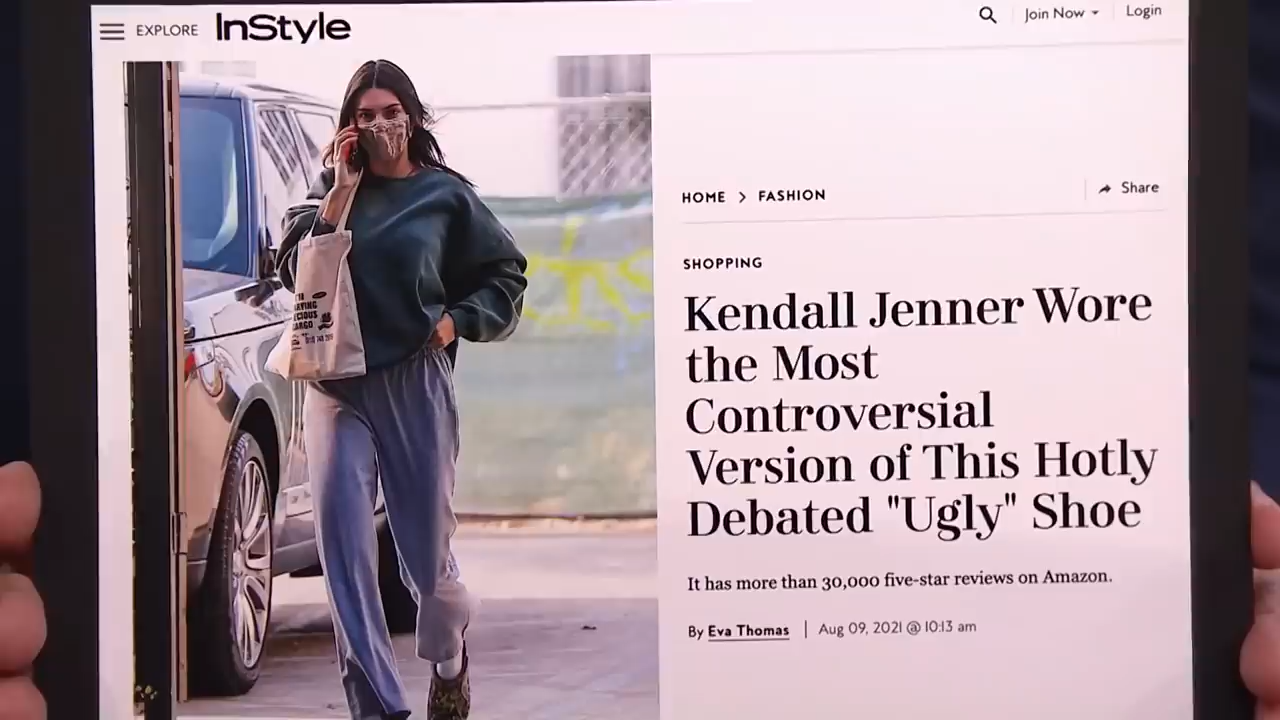 EXPLORE InStyle
Join Now
Login
HOME > FASHION
Share
SHOPPING
Kendall Jenner Wore
the Most
Controversial
Version of This Hotly
Debated "Ugly" Shoe
It has more than 30,000 five-star reviews on Amazon.
By Eva Thomas | Aug 09, 2021 @ 10:13 am